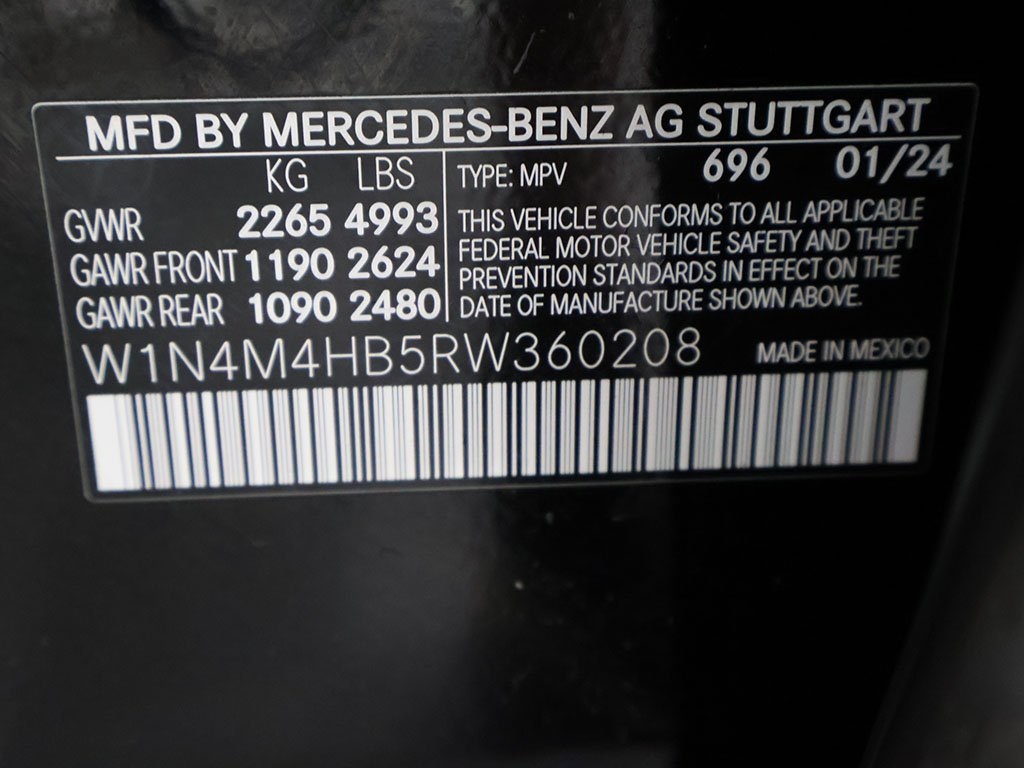 MFD BY MERCEDES-BENZ AG STUTTGART
KG LBS
GVWR 2265 4993
GAWR FRONT 1190 2624
GAWR REAR 1090 2480
TYPE: MPV 696 01/24
THIS VEHICLE CONFORMS TO ALL APPLICABLE
FEDERAL MOTOR VEHICLE SAFETY AND THEFT
PREVENTION STANDARDS IN EFFECT ON THE
DATE OF MANUFACTURE SHOWN ABOVE.
W1N4M4HB5RW360208 MADE IN MEXICO